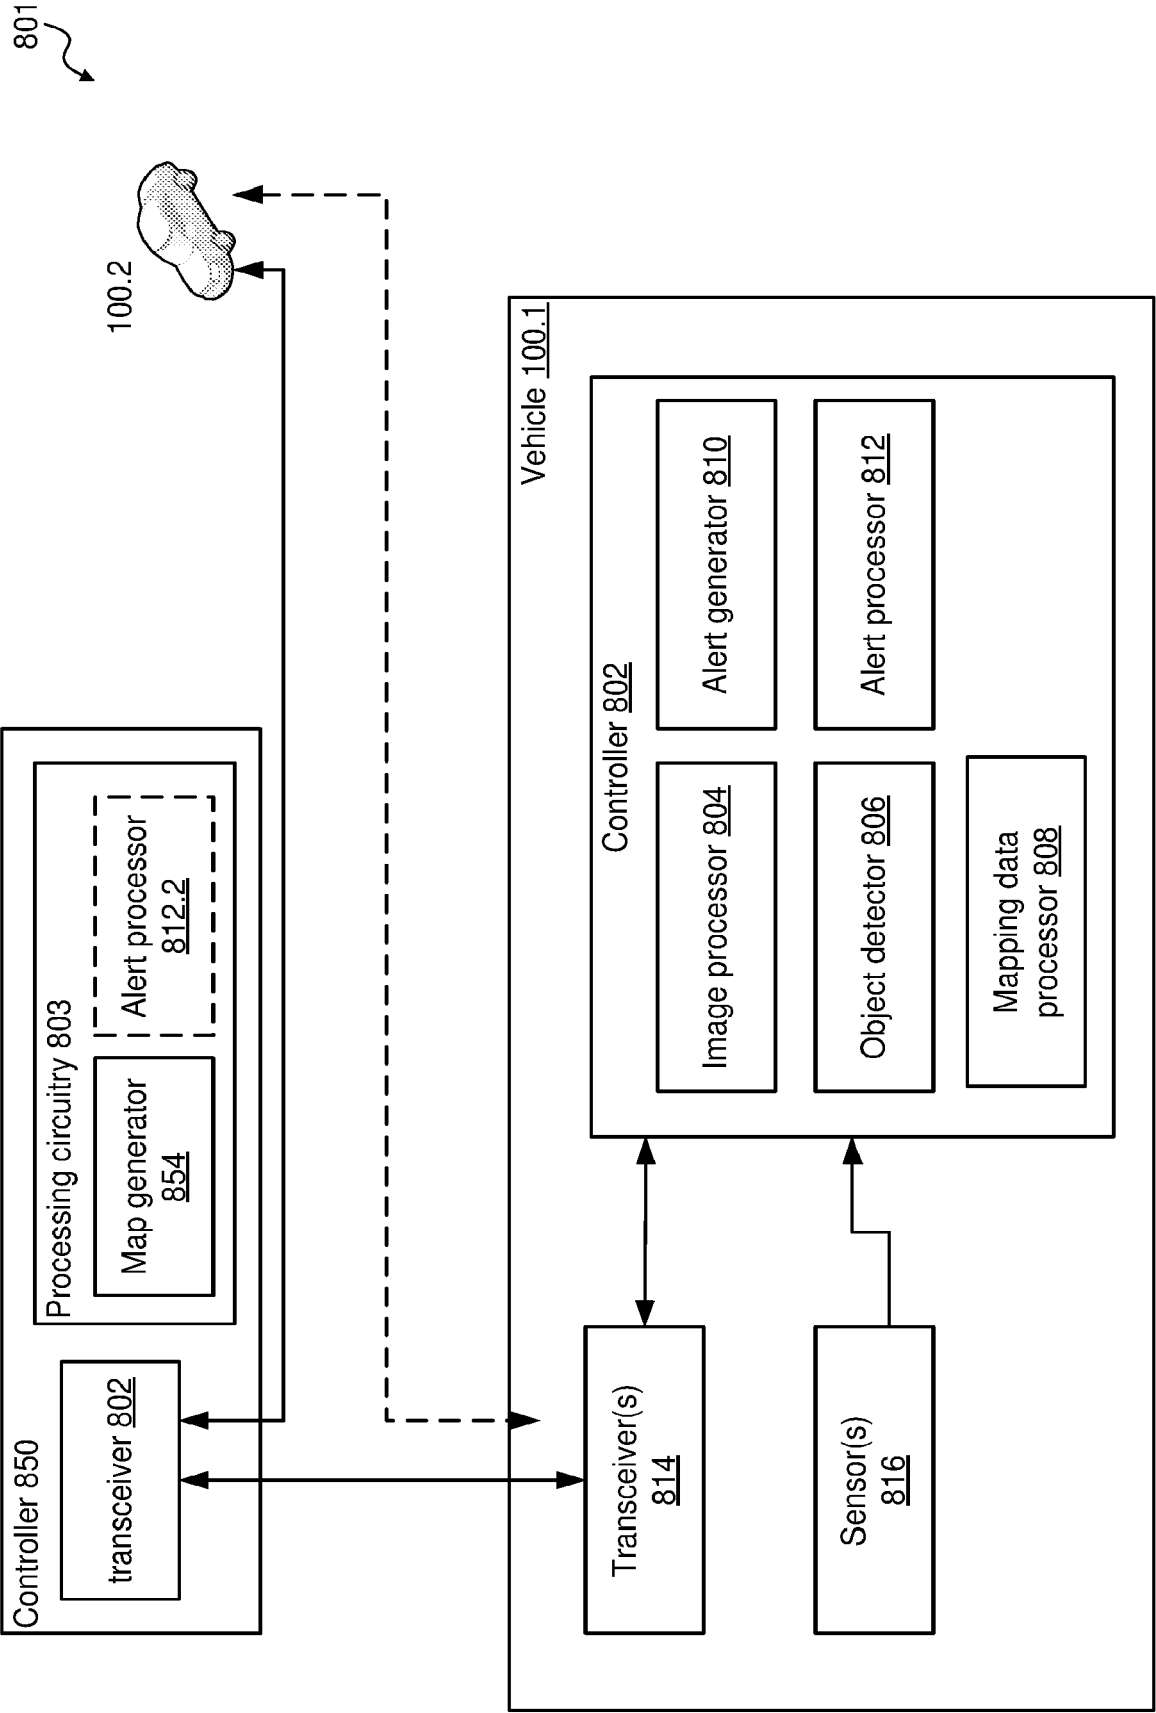 801
100.2
Controller 850
transceiver 802
Processing circuitry 803
Map generator
854
Alert processor
812.2
Vehicle 100.1
Transceiver(s)
814
Sensor(s)
816
Controller 802
Image processor 804
Alert generator 810
Object detector 806
Alert processor 812
Mapping data
processor 808